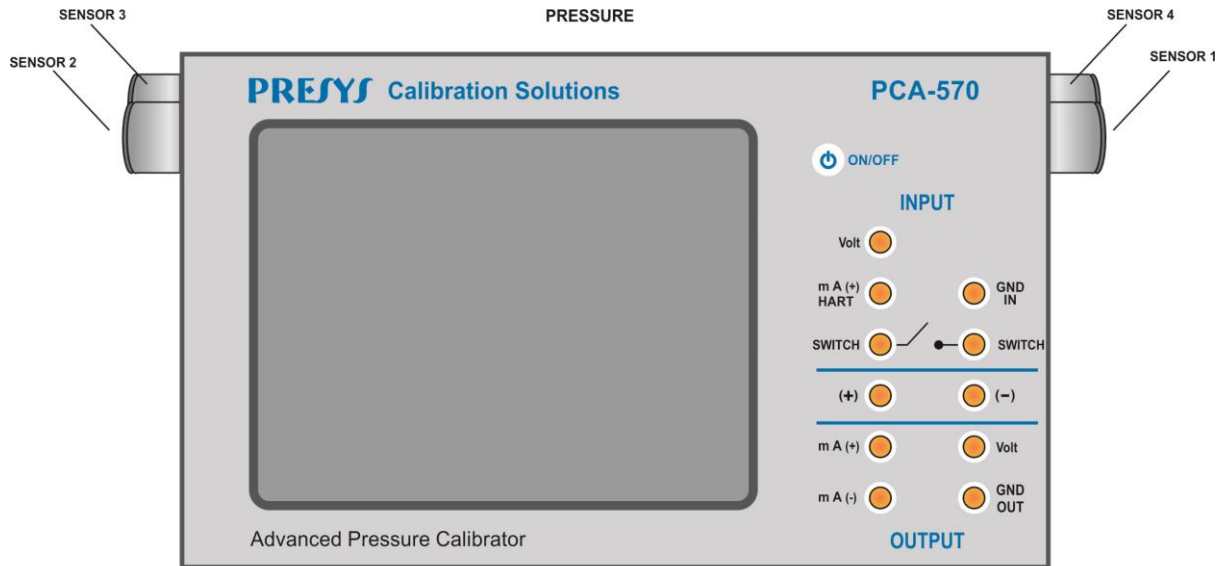 PRESSURE
SENSOR 3
SENSOR 4
SENSOR 2
SENSOR 1
PRESYS Calibration Solutions
PCA-570
ON/OFF
INPUT
Volt
m A (+)
HART
GND
IN
SWITCH
SWITCH
(+)
(−)
m A (+)
Volt
m A (-)
GND
OUT
Advanced Pressure Calibrator
OUTPUT